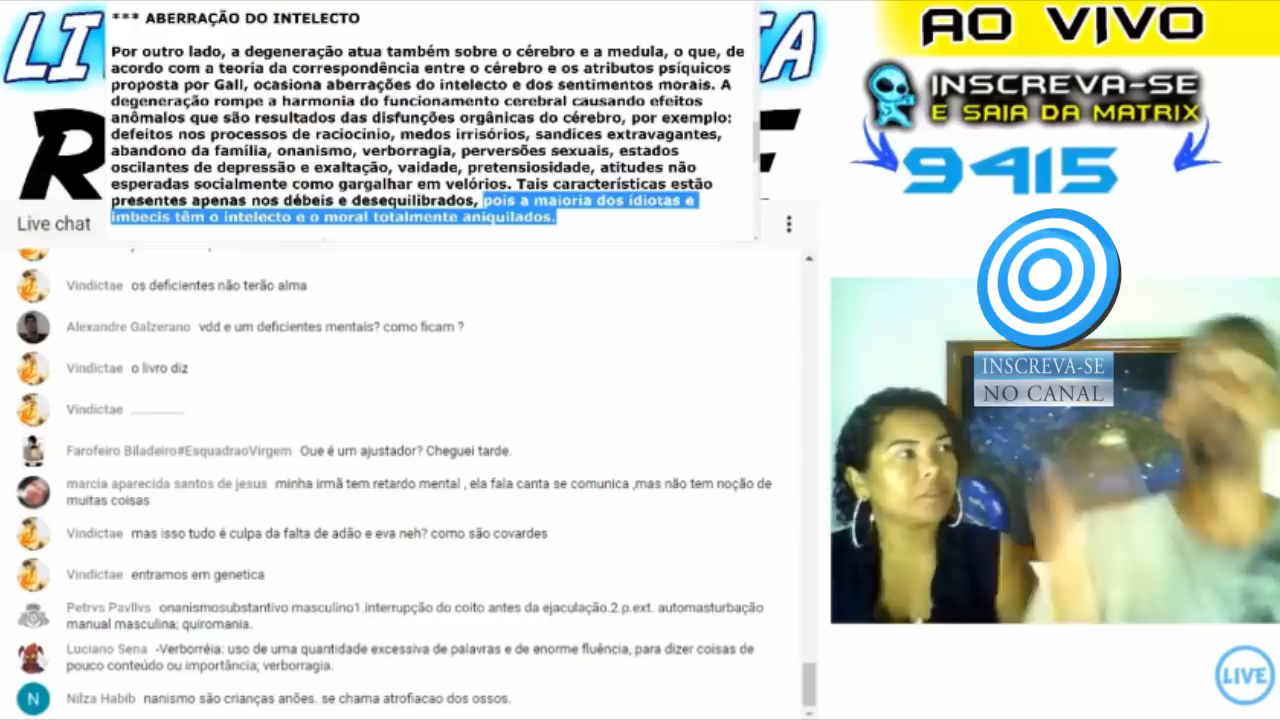 *** ABERRAÇÃO DO INTELECTO
Por outro lado, a degeneração atua também sobre o cérebro e a medula, o que, de
acordo com a teoria da correspondência entre o cérebro e os atributos psíquicos
proposta por Gall, ocasiona aberrações do intelecto e dos sentimentos morais. A
degeneração rompe a harmonia do funcionamento cerebral causando efeitos
anômalos que são resultados das disfunções orgânicas do cérebro, por exemplo:
defeitos nos processos de raciocínio, medos irrisórios, sandices extravagantes,
abandono da família, onanismo, verborragia, perversões sexuais, estados
oscilantes de depressão e exaltação, vaidade, pretensiosidade, atitudes não
esperadas socialmente como gargalhar em velórios. Tais características estão
presentes apenas nos débeis e desequilibrados, pois a maioria dos idiotas e
imbecis têm o intelecto e o moral totalmente aniquilados.
LI
A
AO VIVO
INSCREVA-SE
E SAIA DA MATRIX
9415
Live chat
Vindictae os deficientes não terão alma
Alexandre Galzerano vdd e um deficientes mentais? como ficam ?
Vindictae o livro diz
Vindictae ..............
Farofeiro Biladeiro#EsquadraoVirgem Que é um ajustador? Cheguei tarde.
marcia aparecida santos de jesus minha irmã tem retardo mental , ela fala canta se comunica ,mas não tem noção de
muitas coisas
Vindictae mas isso tudo é culpa da falta de adão e eva neh? como são covardes
Vindictae entramos em genetica
Petrvs Pavllvs onanismosubstantivo masculino1.interrupção do coito antes da ejaculação.2.p.ext. automasturbação
manual masculina; quiromania.
Luciano Sena -Verborréia: uso de uma quantidade excessiva de palavras e de enorme fluência, para dizer coisas de
pouco conteúdo ou importância; verborragia.
N Nilza Habib nanismo são crianças anões. se chama atrofiacao dos ossos.
INSCREVA-SE
NO CANAL
LIVE